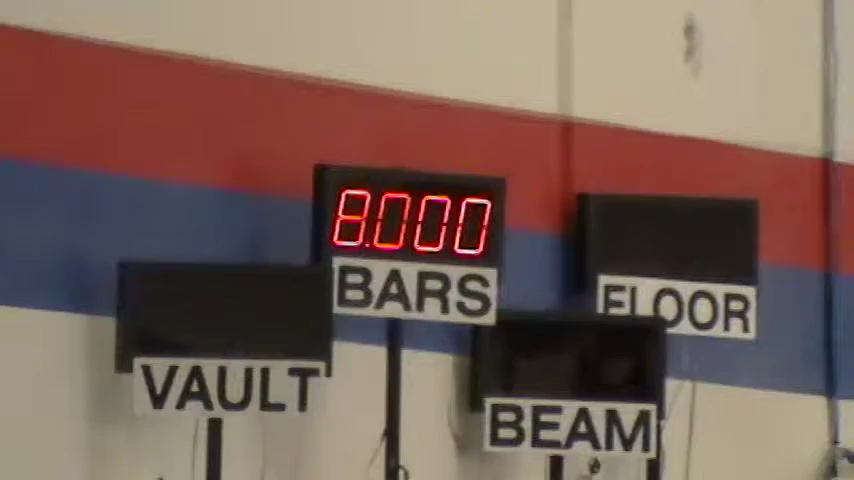 8.000
BARS
FLOOR
VAULT
BEAM